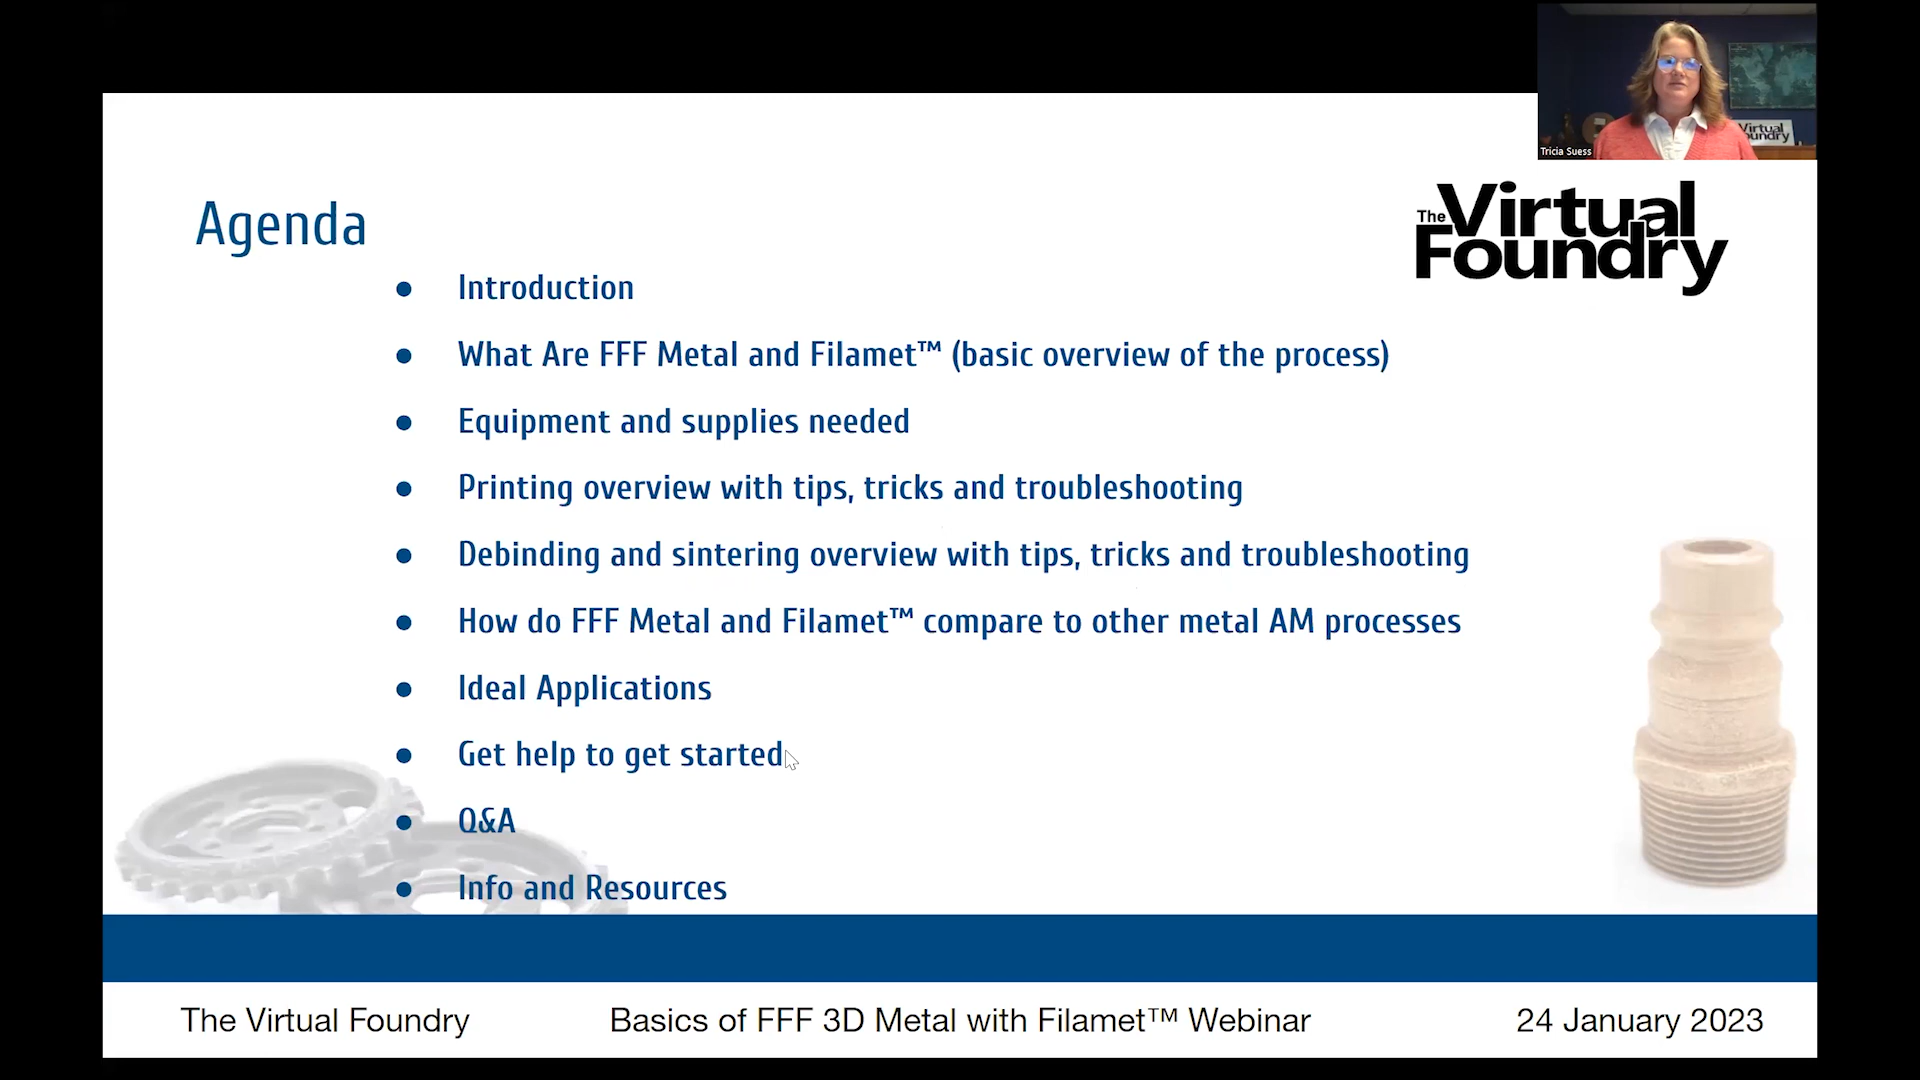 Tricia Suess
Virtual
Foundry
The Virtual
Foundry
Agenda
● Introduction
● What Are FFF Metal and Filamet™ (basic overview of the process)
● Equipment and supplies needed
● Printing overview with tips, tricks and troubleshooting
● Debinding and sintering overview with tips, tricks and troubleshooting
● How do FFF Metal and Filamet™ compare to other metal AM processes
● Ideal Applications
● Get help to get started
● Q&A
● Info and Resources
The Virtual Foundry
Basics of FFF 3D Metal with Filamet™ Webinar
24 January 2023